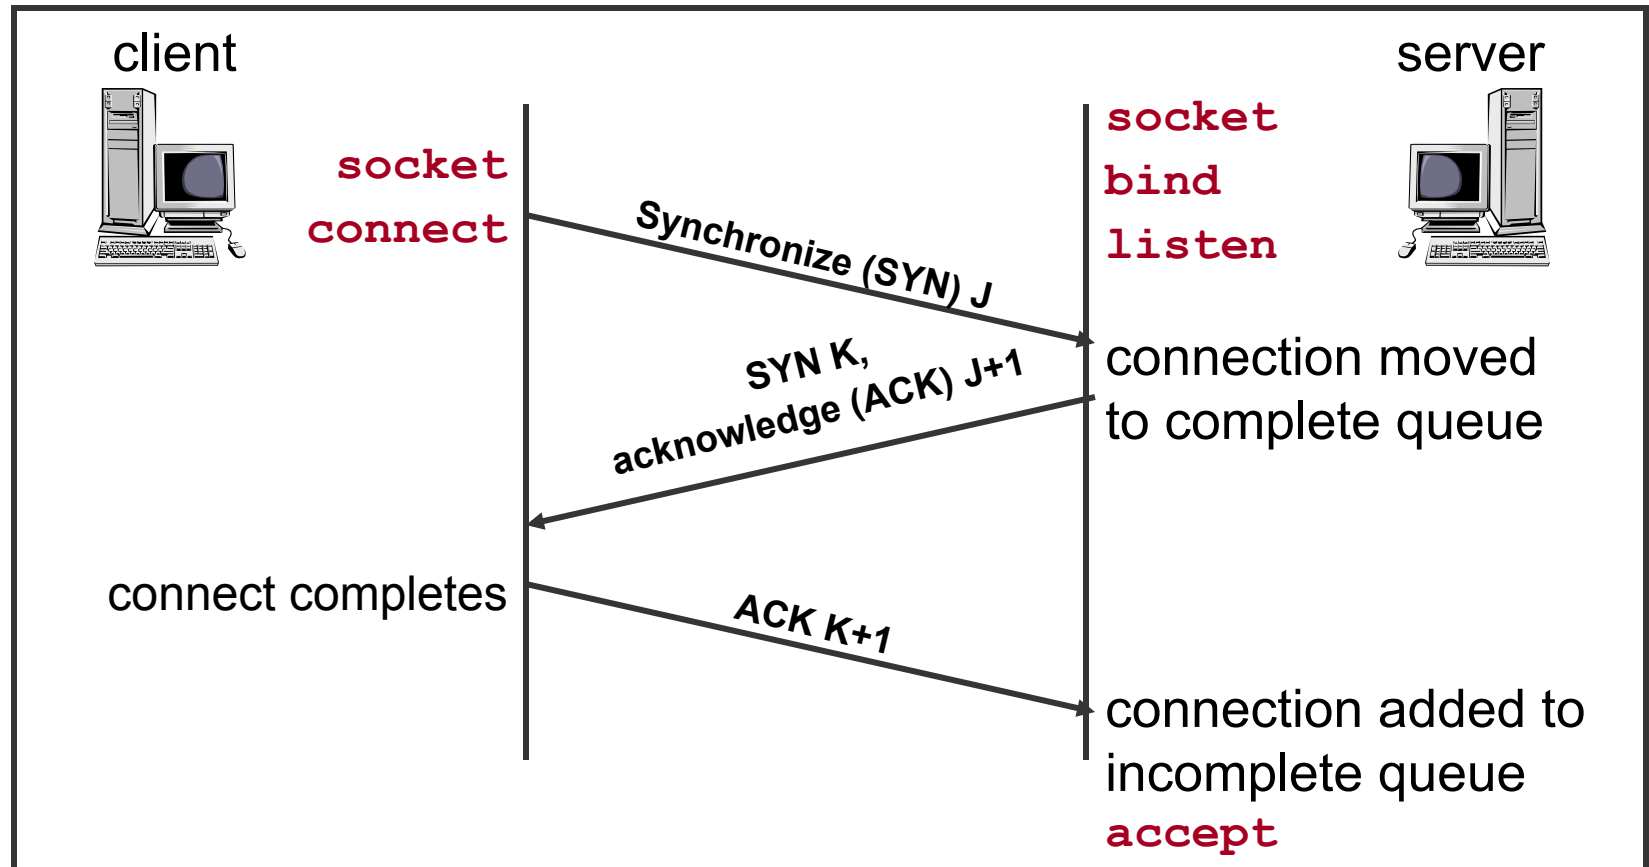 client
server
socket
socket
bind
connect
listen
Synchronize (SYN) J
SYN K,
acknowledge (ACK) J+1
connection moved
to complete queue
connect completes
ACK K+1
connection added to
incomplete queue
accept